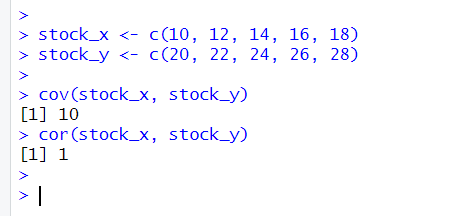 >
> stock_x <- c(10, 12, 14, 16, 18)
> stock_y <- c(20, 22, 24, 26, 28)
>
> cov(stock_x, stock_y)
[1] 10
> cor(stock_x, stock_y)
[1] 1
>
>